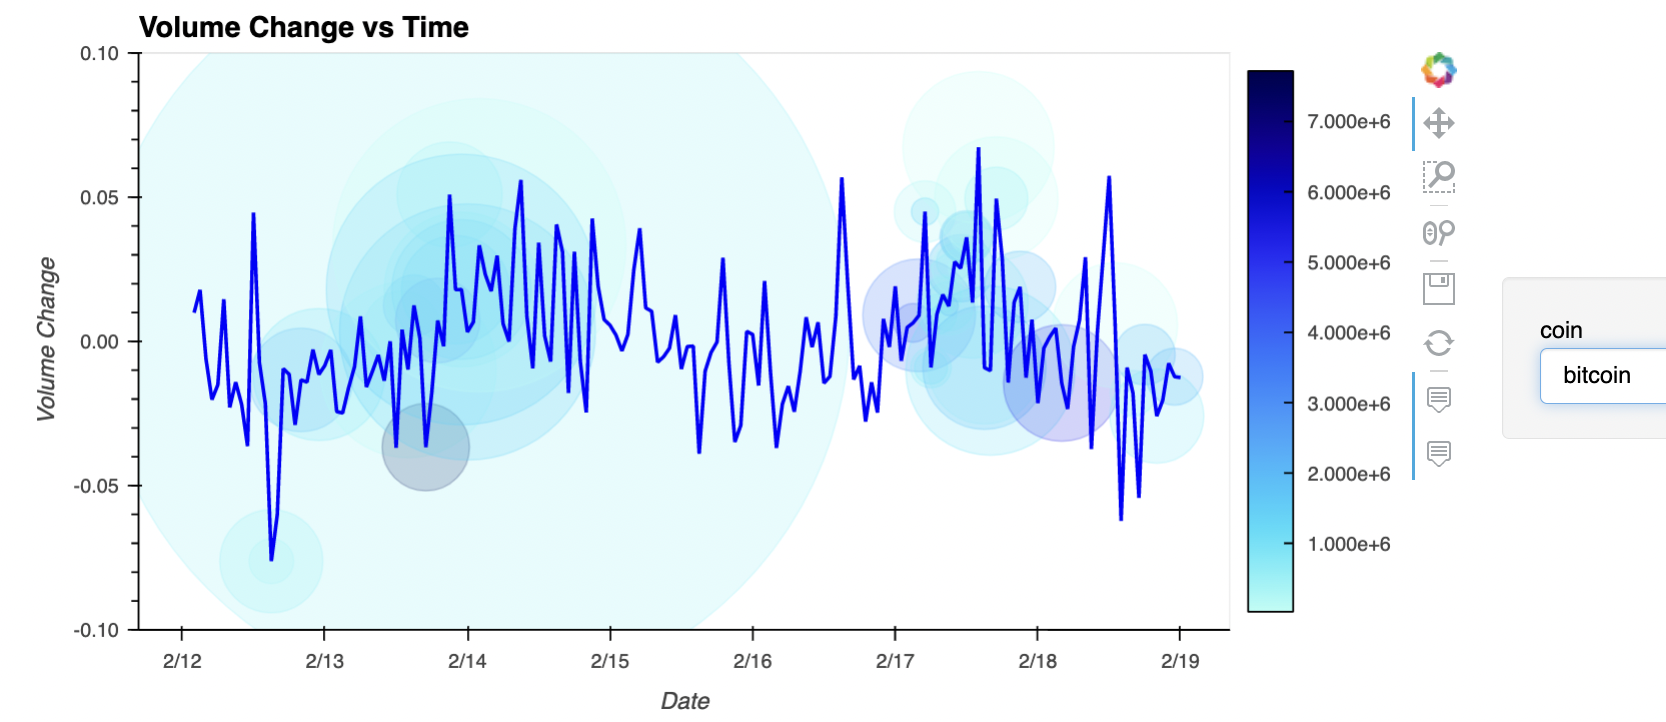 Volume Change vs Time
0.10
0.05
0.00
-0.05
-0.10
Volume Change
2/12 2/13 2/14 2/15 2/16 2/17 2/18 2/19
Date
7.000e+6
6.000e+6
5.000e+6
4.000e+6
3.000e+6
2.000e+6
1.000e+6
coin
bitcoin